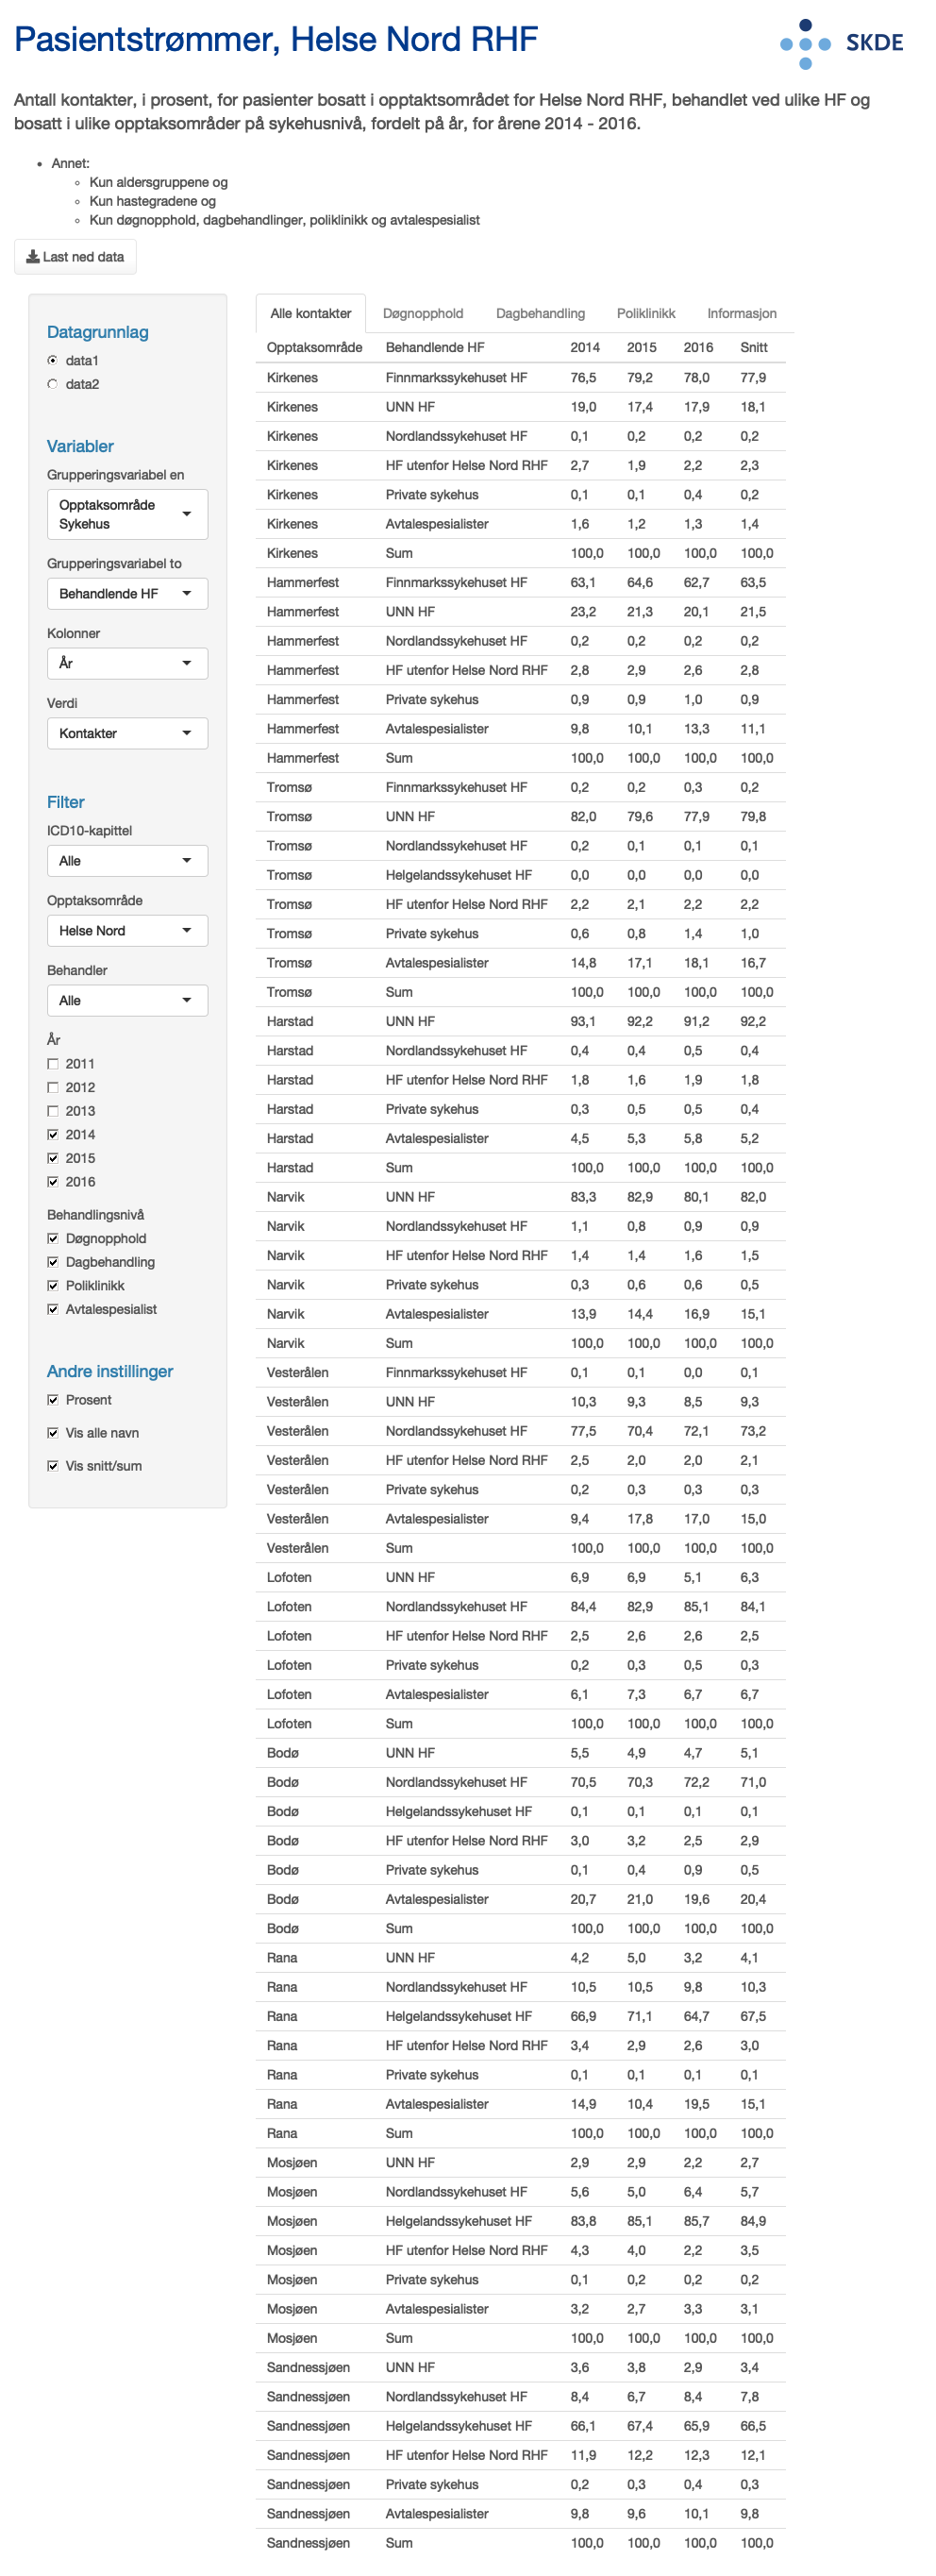 Pasientstrømmer, Helse Nord RHF
SKDE
Antall kontakter, i prosent, for pasienter bosatt i opptaktsområdet for Helse Nord RHF, behandlet ved ulike HF og
bosatt i ulike opptaksområder på sykehusnivå, fordelt på år, for årene 2014 - 2016.
• Annet:
◦ Kun aldersgruppene og
◦ Kun hastegradene og
◦ Kun døgnopphold, dagbehandlinger, poliklinikk og avtalespesialist
Last ned data
Datagrunnlag
data1
data2
Variabler
Grupperingsvariabel en
Opptaksområde
Sykehus
Grupperingsvariabel to
Behandlende HF
Kolonner
År
Verdi
Kontakter
Filter
ICD10-kapittel
Alle
Opptaksområde
Helse Nord
Behandler
Alle
År
2011
2012
2013
2014
2015
2016
Behandlingsnivå
Døgnopphold
Dagbehandling
Poliklinikk
Avtalespesialist
Andre instillinger
Prosent
Vis alle navn
Vis snitt/sum
Alle kontakter Døgnopphold Dagbehandling Poliklinikk Informasjon
Opptaksområde Behandlende HF 2014 2015 2016 Snitt
Kirkenes Finnmarkssykehuset HF 76,5 79,2 78,0 77,9
Kirkenes UNN HF 19,0 17,4 17,9 18,1
Kirkenes Nordlandssykehuset HF 0,1 0,2 0,2 0,2
Kirkenes HF utenfor Helse Nord RHF 2,7 1,9 2,2 2,3
Kirkenes Private sykehus 0,1 0,1 0,4 0,2
Kirkenes Avtalespesialister 1,6 1,2 1,3 1,4
Kirkenes Sum 100,0 100,0 100,0 100,0
Hammerfest Finnmarkssykehuset HF 63,1 64,6 62,7 63,5
Hammerfest UNN HF 23,2 21,3 20,1 21,5
Hammerfest Nordlandssykehuset HF 0,2 0,2 0,2 0,2
Hammerfest HF utenfor Helse Nord RHF 2,8 2,9 2,6 2,8
Hammerfest Private sykehus 0,9 0,9 1,0 0,9
Hammerfest Avtalespesialister 9,8 10,1 13,3 11,1
Hammerfest Sum 100,0 100,0 100,0 100,0
Tromsø Finnmarkssykehuset HF 0,2 0,2 0,3 0,2
Tromsø UNN HF 82,0 79,6 77,9 79,8
Tromsø Nordlandssykehuset HF 0,2 0,1 0,1 0,1
Tromsø Helgelandssykehuset HF 0,0 0,0 0,0 0,0
Tromsø HF utenfor Helse Nord RHF 2,2 2,1 2,2 2,2
Tromsø Private sykehus 0,6 0,8 1,4 1,0
Tromsø Avtalespesialister 14,8 17,1 18,1 16,7
Tromsø Sum 100,0 100,0 100,0 100,0
Harstad UNN HF 93,1 92,2 91,2 92,2
Harstad Nordlandssykehuset HF 0,4 0,4 0,5 0,4
Harstad HF utenfor Helse Nord RHF 1,8 1,6 1,9 1,8
Harstad Private sykehus 0,3 0,5 0,5 0,4
Harstad Avtalespesialister 4,5 5,3 5,8 5,2
Harstad Sum 100,0 100,0 100,0 100,0
Narvik UNN HF 83,3 82,9 80,1 82,0
Narvik Nordlandssykehuset HF 1,1 0,8 0,9 0,9
Narvik HF utenfor Helse Nord RHF 1,4 1,4 1,6 1,5
Narvik Private sykehus 0,3 0,6 0,6 0,5
Narvik Avtalespesialister 13,9 14,4 16,9 15,1
Narvik Sum 100,0 100,0 100,0 100,0
Vesterålen Finnmarkssykehuset HF 0,1 0,1 0,0 0,1
Vesterålen UNN HF 10,3 9,3 8,5 9,3
Vesterålen Nordlandssykehuset HF 77,5 70,4 72,1 73,2
Vesterålen HF utenfor Helse Nord RHF 2,5 2,0 2,0 2,1
Vesterålen Private sykehus 0,2 0,3 0,3 0,3
Vesterålen Avtalespesialister 9,4 17,8 17,0 15,0
Vesterålen Sum 100,0 100,0 100,0 100,0
Lofoten UNN HF 6,9 6,9 5,1 6,3
Lofoten Nordlandssykehuset HF 84,4 82,9 85,1 84,1
Lofoten HF utenfor Helse Nord RHF 2,5 2,6 2,6 2,5
Lofoten Private sykehus 0,2 0,3 0,5 0,3
Lofoten Avtalespesialister 6,1 7,3 6,7 6,7
Lofoten Sum 100,0 100,0 100,0 100,0
Bodø UNN HF 5,5 4,9 4,7 5,1
Bodø Nordlandssykehuset HF 70,5 70,3 72,2 71,0
Bodø Helgelandssykehuset HF 0,1 0,1 0,1 0,1
Bodø HF utenfor Helse Nord RHF 3,0 3,2 2,5 2,9
Bodø Private sykehus 0,1 0,4 0,9 0,5
Bodø Avtalespesialister 20,7 21,0 19,6 20,4
Bodø Sum 100,0 100,0 100,0 100,0
Rana UNN HF 4,2 5,0 3,2 4,1
Rana Nordlandssykehuset HF 10,5 10,5 9,8 10,3
Rana Helgelandssykehuset HF 66,9 71,1 64,7 67,5
Rana HF utenfor Helse Nord RHF 3,4 2,9 2,6 3,0
Rana Private sykehus 0,1 0,1 0,1 0,1
Rana Avtalespesialister 14,9 10,4 19,5 15,1
Rana Sum 100,0 100,0 100,0 100,0
Mosjøen UNN HF 2,9 2,9 2,2 2,7
Mosjøen Nordlandssykehuset HF 5,6 5,0 6,4 5,7
Mosjøen Helgelandssykehuset HF 83,8 85,1 85,7 84,9
Mosjøen HF utenfor Helse Nord RHF 4,3 4,0 2,2 3,5
Mosjøen Private sykehus 0,1 0,2 0,2 0,2
Mosjøen Avtalespesialister 3,2 2,7 3,3 3,1
Mosjøen Sum 100,0 100,0 100,0 100,0
Sandnessjøen UNN HF 3,6 3,8 2,9 3,4
Sandnessjøen Nordlandssykehuset HF 8,4 6,7 8,4 7,8
Sandnessjøen Helgelandssykehuset HF 66,1 67,4 65,9 66,5
Sandnessjøen HF utenfor Helse Nord RHF 11,9 12,2 12,3 12,1
Sandnessjøen Private sykehus 0,2 0,3 0,4 0,3
Sandnessjøen Avtalespesialister 9,8 9,6 10,1 9,8
Sandnessjøen Sum 100,0 100,0 100,0 100,0